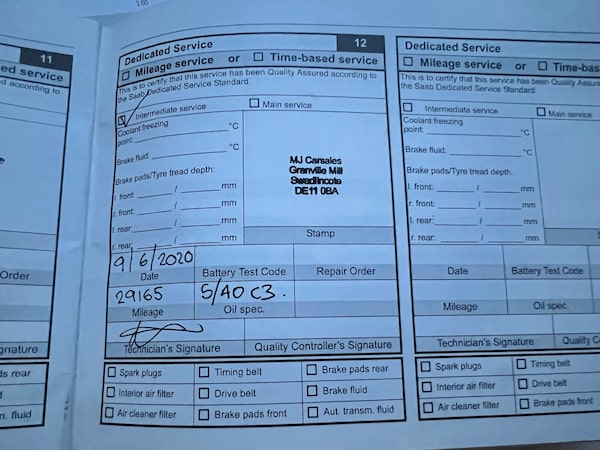 1 00
11
ed service
d according to
Order
gnature
ds rear
n. fluid
Dedicated Service 12
Mileage service or Time-based service
This is to certify that this service has been Quality Assured according to
the Saab Dedicated Service Standard.
Intermediate service Main service
Coolant freezing
point: °C
Brake fluid: °C
Brake pads/Tyre tread depth:
l. front: / mm
r. front: / mm
l. rear: / mm
r. rear: / mm
MJ Carsales
Granville Mill
Swadlincote
DE11 0BA
Stamp
9/6/2020
Date Battery Test Code Repair Order
29165 5/40 C3.
Mileage Oil spec.
Technician's Signature Quality Controller's Signature
Spark plugs Timing belt Brake pads rear
Interior air filter Drive belt Brake fluid
Air cleaner filter Brake pads front Aut. transm. fluid
Dedicated Service
Mileage service or Time-bas
This is to certify that this service has been Quality Assure
the Saab Dedicated Service Standard.
Intermediate service Main service
Coolant freezing
point: °C
Brake fluid: °C
Brake pads/Tyre tread depth:
l. front: / mm
r. front: / mm
l. rear: / mm
r. rear: / mm
Date Battery Test Code
Mileage Oil spec.
Technician's Signature Quality C
Spark plugs Timing belt
Interior air filter Drive belt
Air cleaner filter Brake pads front